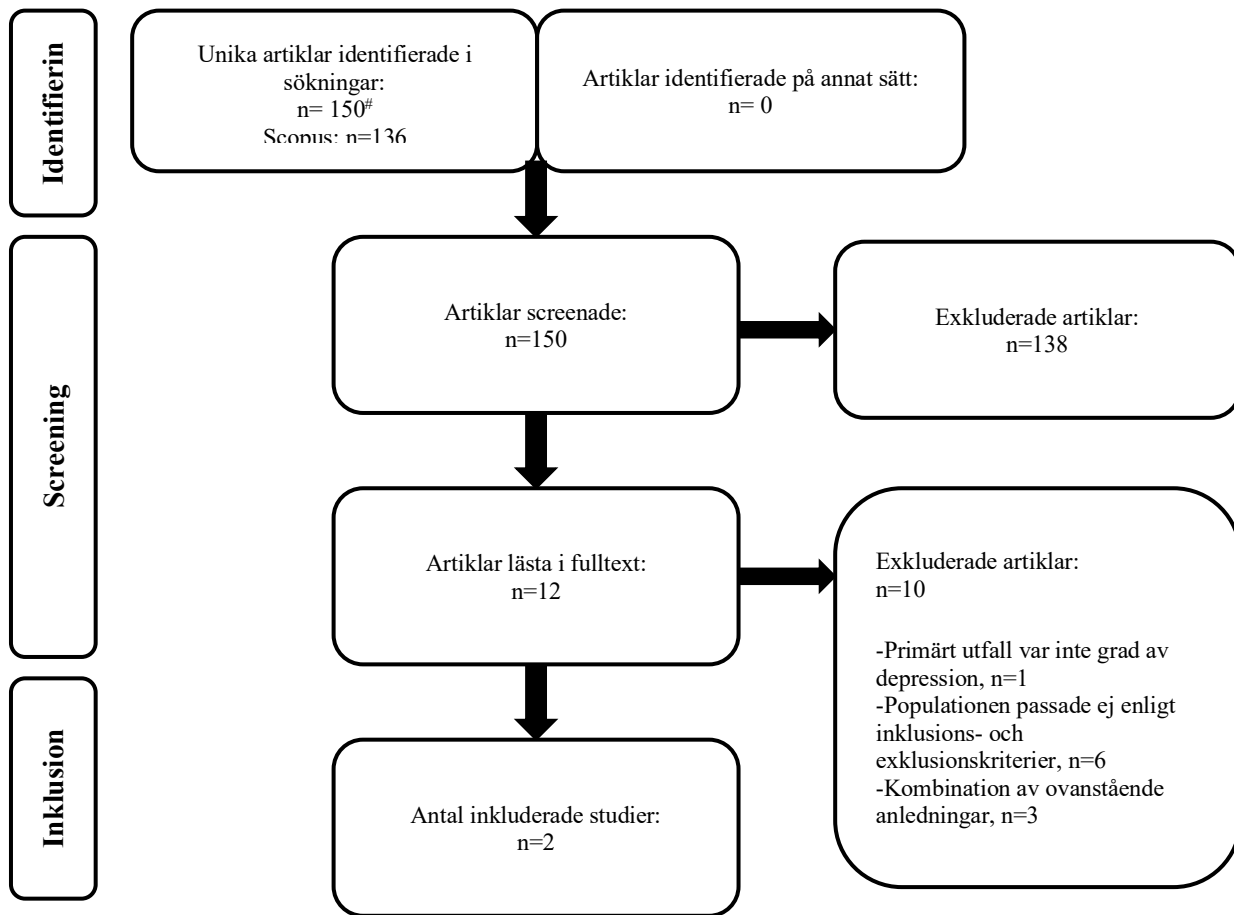 Identifierin
Unika artiklar identifierade i
sökningar:
n= 150#
Scopus: n=136
Artiklar identifierade på annat sätt:
n= 0
Screening
Artiklar screenade:
n=150
Exkluderade artiklar:
n=138
Artiklar lästa i fulltext:
n=12
Exkluderade artiklar:
n=10
-Primärt utfall var inte grad av
depression, n=1
-Populationen passade ej enligt
inklusions- och
exklusionskriterier, n=6
-Kombination av ovanstående
anledningar, n=3
Inklusion
Antal inkluderade studier:
n=2